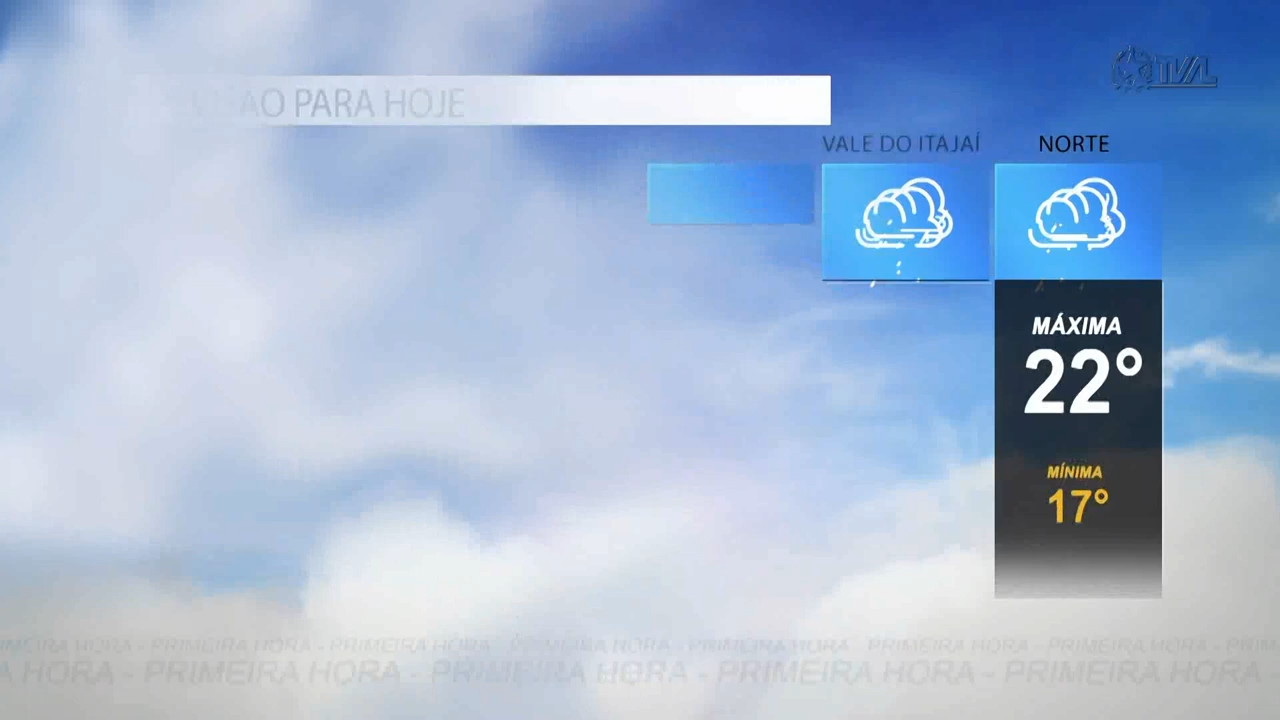 PARA HOJE
TVAL
VALE DO ITAJAÍ
NORTE
MÁXIMA
22°
MÍNIMA
17°
PRIMEIRA HORA - PRIMEIRA HORA - PRIMEIRA HORA - PRIMEIRA HORA - PRIMEIRA HORA - PRIMEIRA HORA
HORA - PRIMEIRA HORA - PRIMEIRA HORA - PRIMEIRA HORA - PRIMEIRA HORA -